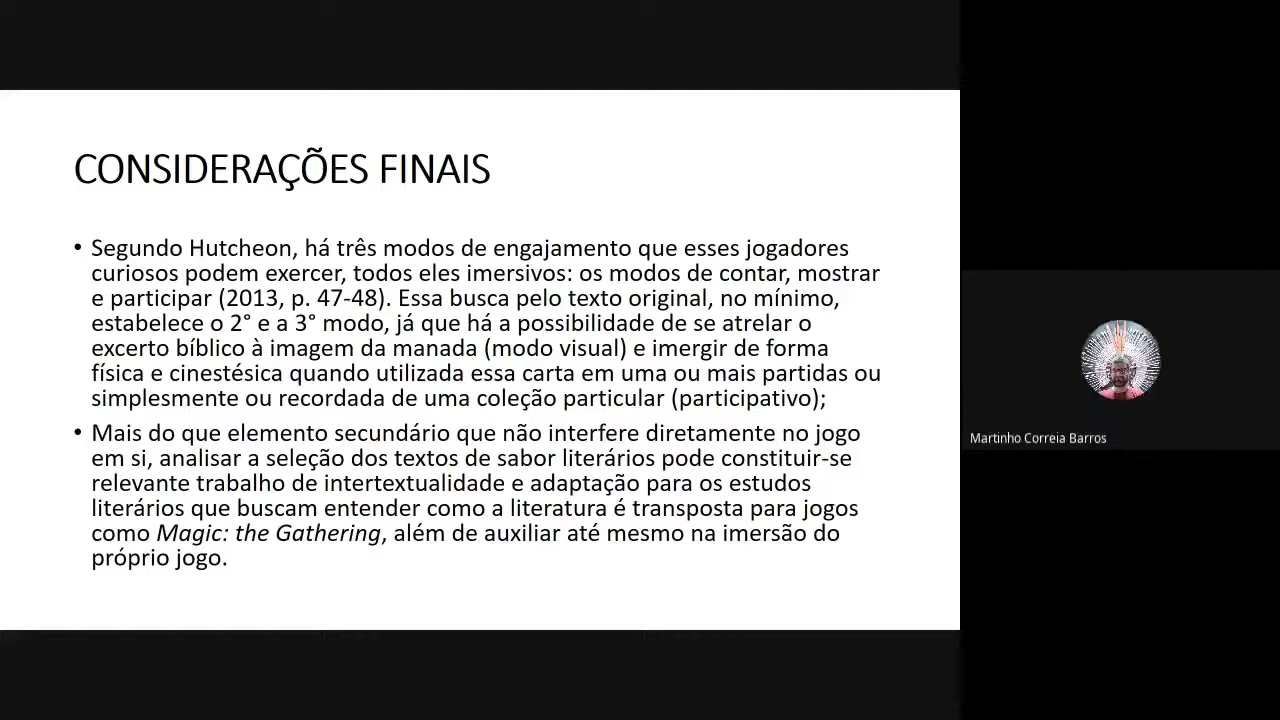 CONSIDERAÇÕES FINAIS
• Segundo Hutcheon, há três modos de engajamento que esses jogadores
curiosos podem exercer, todos eles imersivos: os modos de contar, mostrar
e participar (2013, p. 47-48). Essa busca pelo texto original, no mínimo,
estabelece o 2° e a 3° modo, já que há a possibilidade de se atrelar o
excerto bíblico à imagem da manada (modo visual) e imergir de forma
física e cinestésica quando utilizada essa carta em uma ou mais partidas ou
simplesmente ou recordada de uma coleção particular (participativo);
• Mais do que elemento secundário que não interfere diretamente no jogo
em si, analisar a seleção dos textos de sabor literários pode constituir-se
relevante trabalho de intertextualidade e adaptação para os estudos
literários que buscam entender como a literatura é transposta para jogos
como Magic: the Gathering, além de auxiliar até mesmo na imersão do
próprio jogo.
Martinho Correia Barros